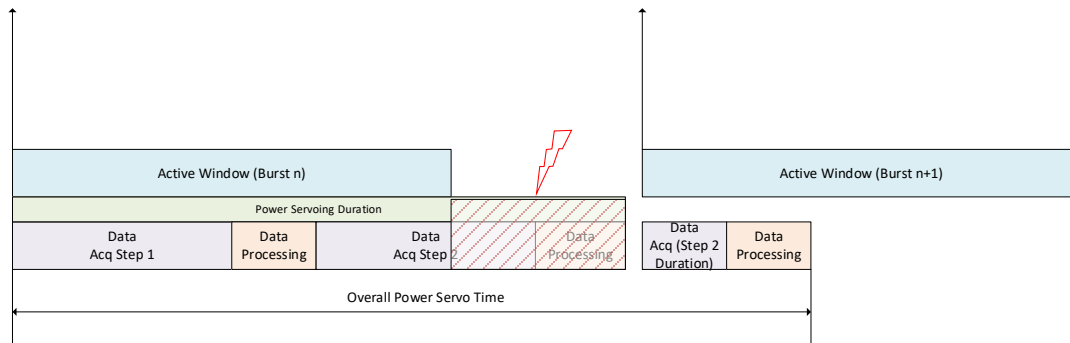 Active Window (Burst n)
Active Window (Burst n+1)
Power Servoing Duration
Data
Acq Step 1
Data
Processing
Data
Acq Step 2
Data
Processing
Data
Acq (Step 2
Duration)
Data
Processing
Overall Power Servo Time